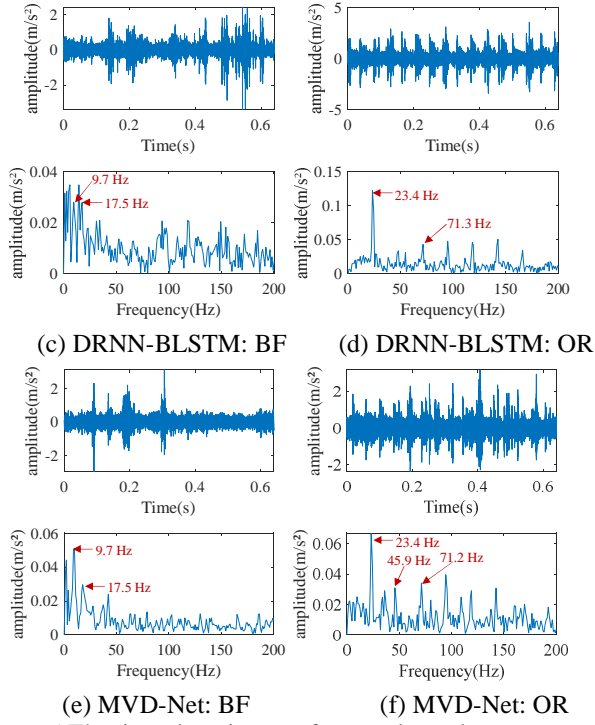 amplitude(m/s²)
2
0
-2
0 0.2 0.4 0.6
Time(s)
amplitude(m/s²)
5
0
-5
0 0.2 0.4 0.6
Time(s)
amplitude(m/s²)
0.04
0.02
0
9.7 Hz
17.5 Hz
0 50 100 150 200
Frequency(Hz)
amplitude(m/s²)
0.15
0.1
0.05
0
23.4 Hz
71.3 Hz
0 50 100 150 200
Frequency(Hz)
(c) DRNN-BLSTM: BF
(d) DRNN-BLSTM: OR
amplitude(m/s²)
2
0
-2
0 0.2 0.4 0.6
Time(s)
amplitude(m/s²)
2
0
-2
0 0.2 0.4 0.6
Time(s)
amplitude(m/s²)
0.06
0.04
0.02
0
9.7 Hz
17.5 Hz
0 50 100 150 200
Frequency(Hz)
amplitude(m/s²)
0.06
0.04
0.02
0
23.4 Hz
45.9 Hz
71.2 Hz
0 50 100 150 200
Frequency(Hz)
(e) MVD-Net: BF
(f) MVD-Net: OR